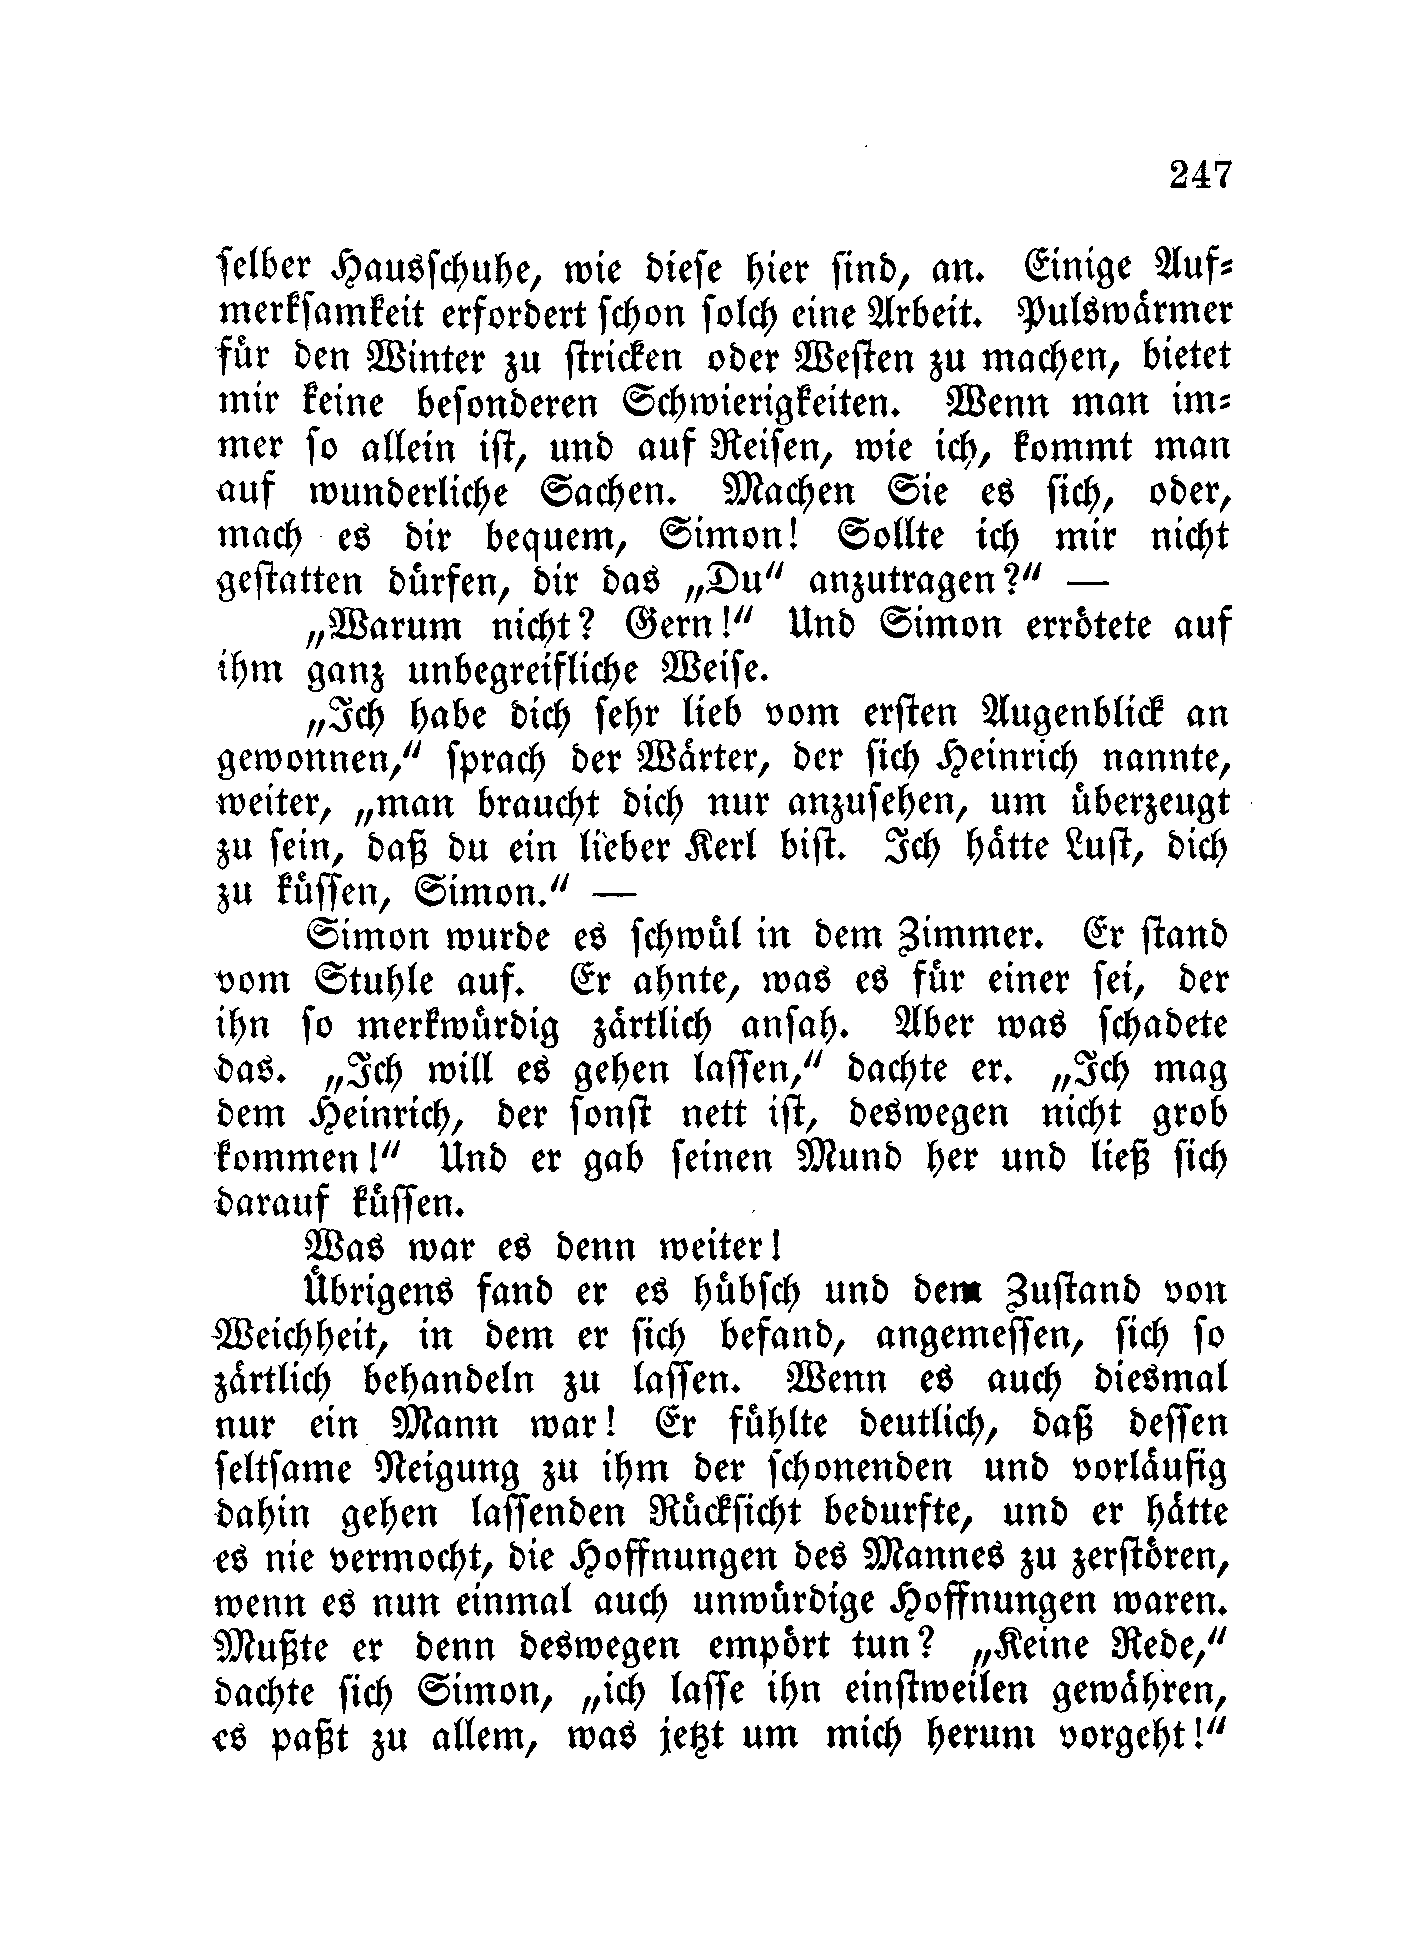 247
selber Hausschuhe, wie diese hier sind, an. Einige Auf-
merksamkeit erfordert schon solch eine Arbeit. Pulswärmer
für den Winter zu stricken oder Westen zu machen, bietet
mir keine besonderen Schwierigkeiten. Wenn man im-
mer so allein ist, und auf Reisen, wie ich, kommt man
auf wunderliche Sachen. Machen Sie es sich, oder,
mach es dir bequem, Simon! Sollte ich mir nicht
gestatten dürfen, dir das „Du“ anzutragen?“ —
„Warum nicht? Gern!“ Und Simon errötete auf
ihm ganz unbegreifliche Weise.
„Ich habe dich sehr lieb vom ersten Augenblick an
gewonnen,“ sprach der Wärter, der sich Heinrich nannte,
weiter, „man braucht dich nur anzusehen, um überzeugt
zu sein, daß du ein lieber Kerl bist. Ich hätte Lust, dich
zu küssen, Simon.“ —
Simon wurde es schwül in dem Zimmer. Er stand
vom Stuhle auf. Er ahnte, was es für einer sei, der
ihn so merkwürdig zärtlich ansah. Aber was schadete
das. „Ich will es gehen lassen,“ dachte er. „Ich mag
dem Heinrich, der sonst nett ist, deswegen nicht grob
kommen!“ Und er gab seinen Mund her und ließ sich
darauf küssen.
Was war es denn weiter!
Übrigens fand er es hübsch und dem Zustand von
Weichheit, in dem er sich befand, angemessen, sich so
zärtlich behandeln zu lassen. Wenn es auch diesmal
nur ein Mann war! Er fühlte deutlich, daß dessen
seltsame Neigung zu ihm der schonenden und vorläufig
dahin gehen lassenden Rücksicht bedurfte, und er hätte
es nie vermocht, die Hoffnungen des Mannes zu zerstören,
wenn es nun einmal auch unwürdige Hoffnungen waren.
Mußte er denn deswegen empört tun? „Keine Rede,“
dachte sich Simon, „ich lasse ihn einstweilen gewähren,
es paßt zu allem, was jetzt um mich herum vorgeht!“